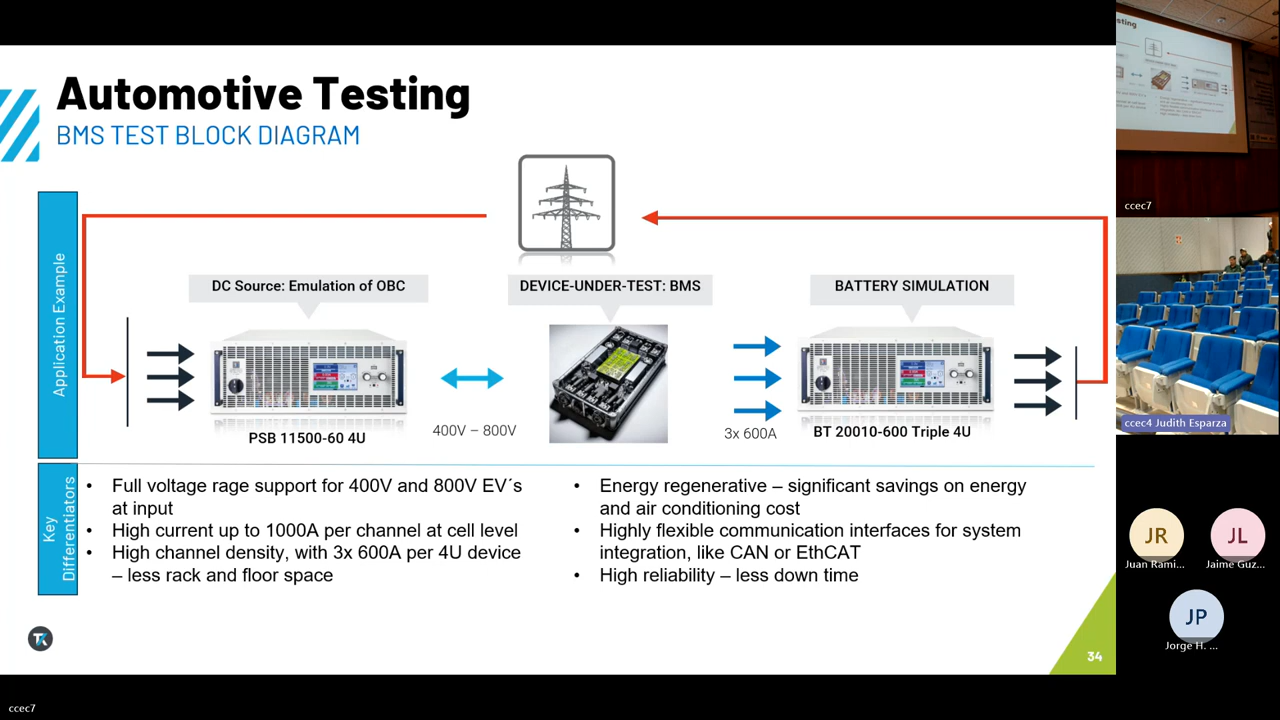 Automotive Testing
BMS TEST BLOCK DIAGRAM
Application Example
DC Source: Emulation of OBC
DEVICE-UNDER-TEST: BMS
BATTERY SIMULATION
400V – 800V
3x 600A
PSB 11500-60 4U
BT 20010-600 Triple 4U
Key
Differentiators
• Full voltage rage support for 400V and 800V EV´s
at input
• High current up to 1000A per channel at cell level
• High channel density, with 3x 600A per 4U device
– less rack and floor space
• Energy regenerative – significant savings on energy
and air conditioning cost
• Highly flexible communication interfaces for system
integration, like CAN or EthCAT
• High reliability – less down time
TK
34
ccec7
sting
ccec7
ccec4 Judith Esparza
JR
Juan Rami...
JL
Jaime Guz...
JP
Jorge H. ...